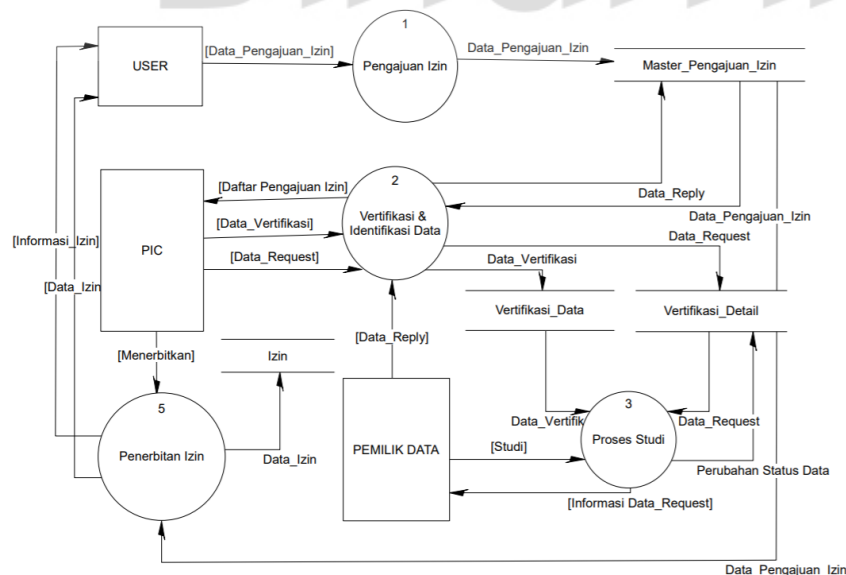 1
[Data_Pengajuan_Izin]
Data_Pengajuan_Izin
USER
Pengajuan Izin
Master_Pengajuan_Izin
2
[Daftar Pengajuan Izin]
Data_Reply
Vertifikasi &
Identifikasi Data
[Data_Vertifikasi]
Data_Pengajuan_Izin
Data_Request
[Informasi_Izin]
PIC
[Data_Request]
Data_Vertifikasi
[Data_Izin
Vertifikasi_Data
Vertifikasi_Detail
[Data_Reply]
[Menerbitkan]
Izin
5
3
Data_Vertifik
Data_Request
Proses Studi
Penerbitan Izin
Data_Izin
PEMILIK DATA
[Studi]
Perubahan Status Data
[Informasi Data_Request]
Data_Pengajuan_Izin